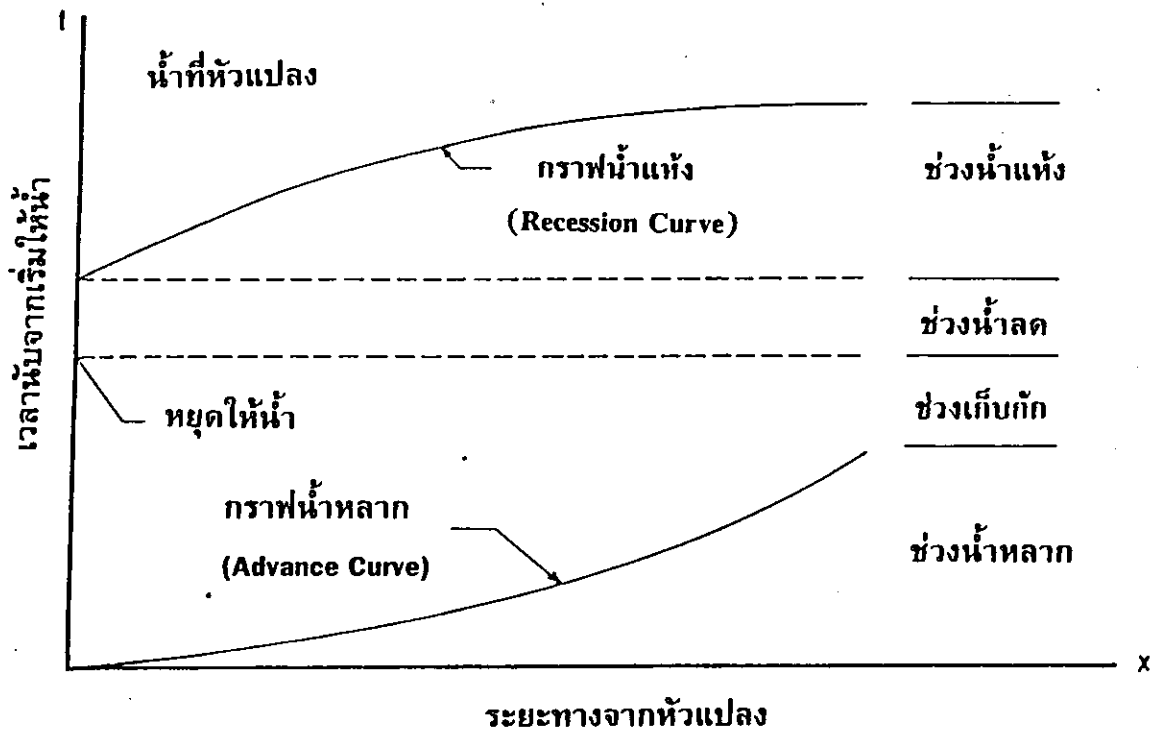 t
น้ำที่หัวแปลง
กราฟน้ำแห้ง
(Recession Curve)
ช่วงน้ำแห้ง
เวลานับจากเริ่มให้น้ำ
ช่วงน้ำลด
หยุดให้น้ำ
ช่วงเก็บกัก
กราฟน้ำหลาก
(Advance Curve)
ช่วงน้ำหลาก
x
ระยะทางจากหัวแปลง